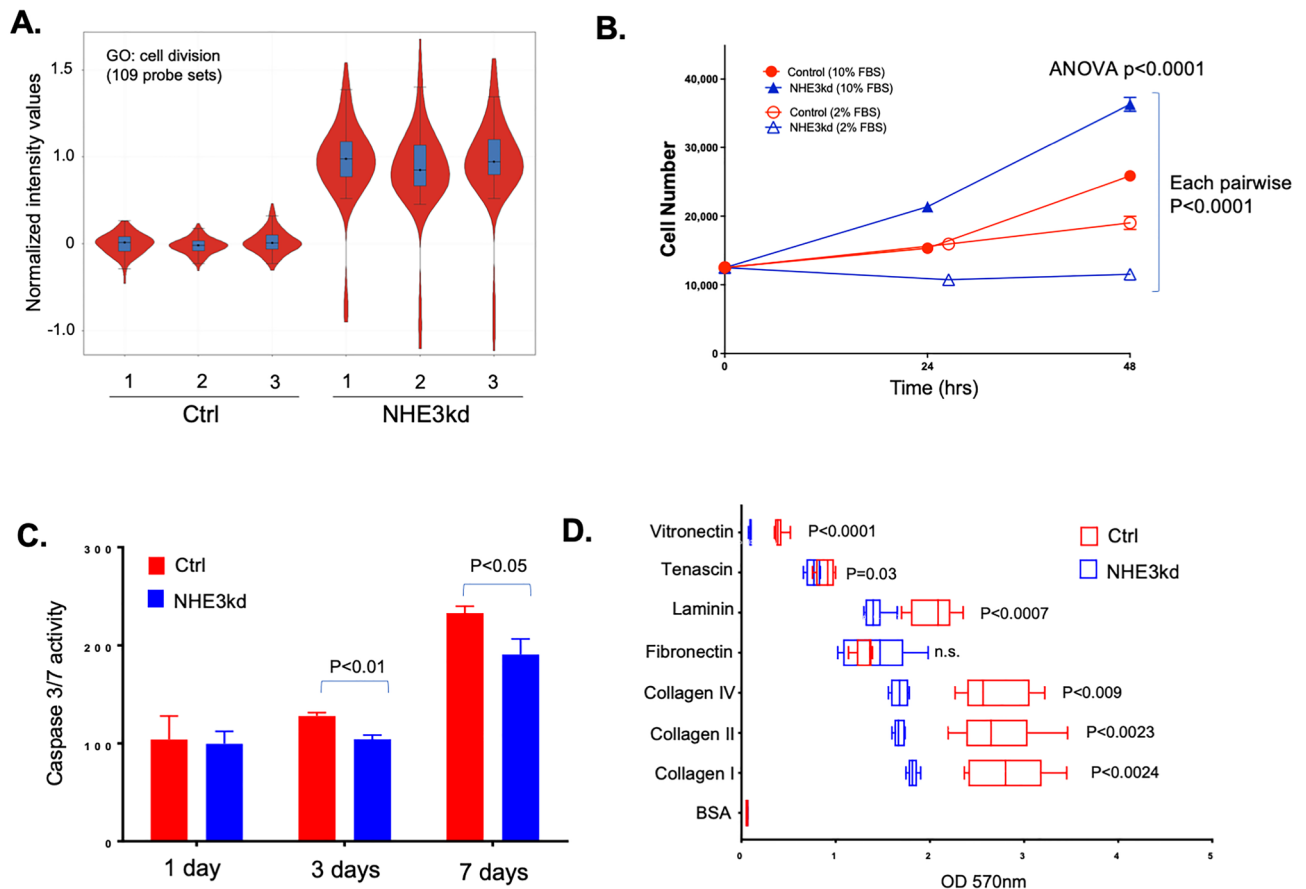 A.
GO: cell division
(109 probe sets)
Normalized intensity values
1.5
1.0
0
-1.0
1 2 3 1 2 3
Ctrl NHE3kd
B.
ANOVA p<0.0001
Control (10% FBS)
NHE3kd (10% FBS)
Control (2% FBS)
NHE3kd (2% FBS)
Each pairwise
P<0.0001
Cell Number
40,000
30,000
20,000
10,000
0
0 24 48
Time (hrs)
C.
Ctrl
NHE3kd
P<0.05
P<0.01
Caspase 3/7 activity
300
200
100
0
1 day 3 days 7 days
D.
Ctrl
NHE3kd
Vitronectin P<0.0001
Tenascin P=0.03
Laminin P<0.0007
Fibronectin n.s.
Collagen IV P<0.009
Collagen II P<0.0023
Collagen I P<0.0024
BSA
0 1 2 3 4 5
OD 570nm